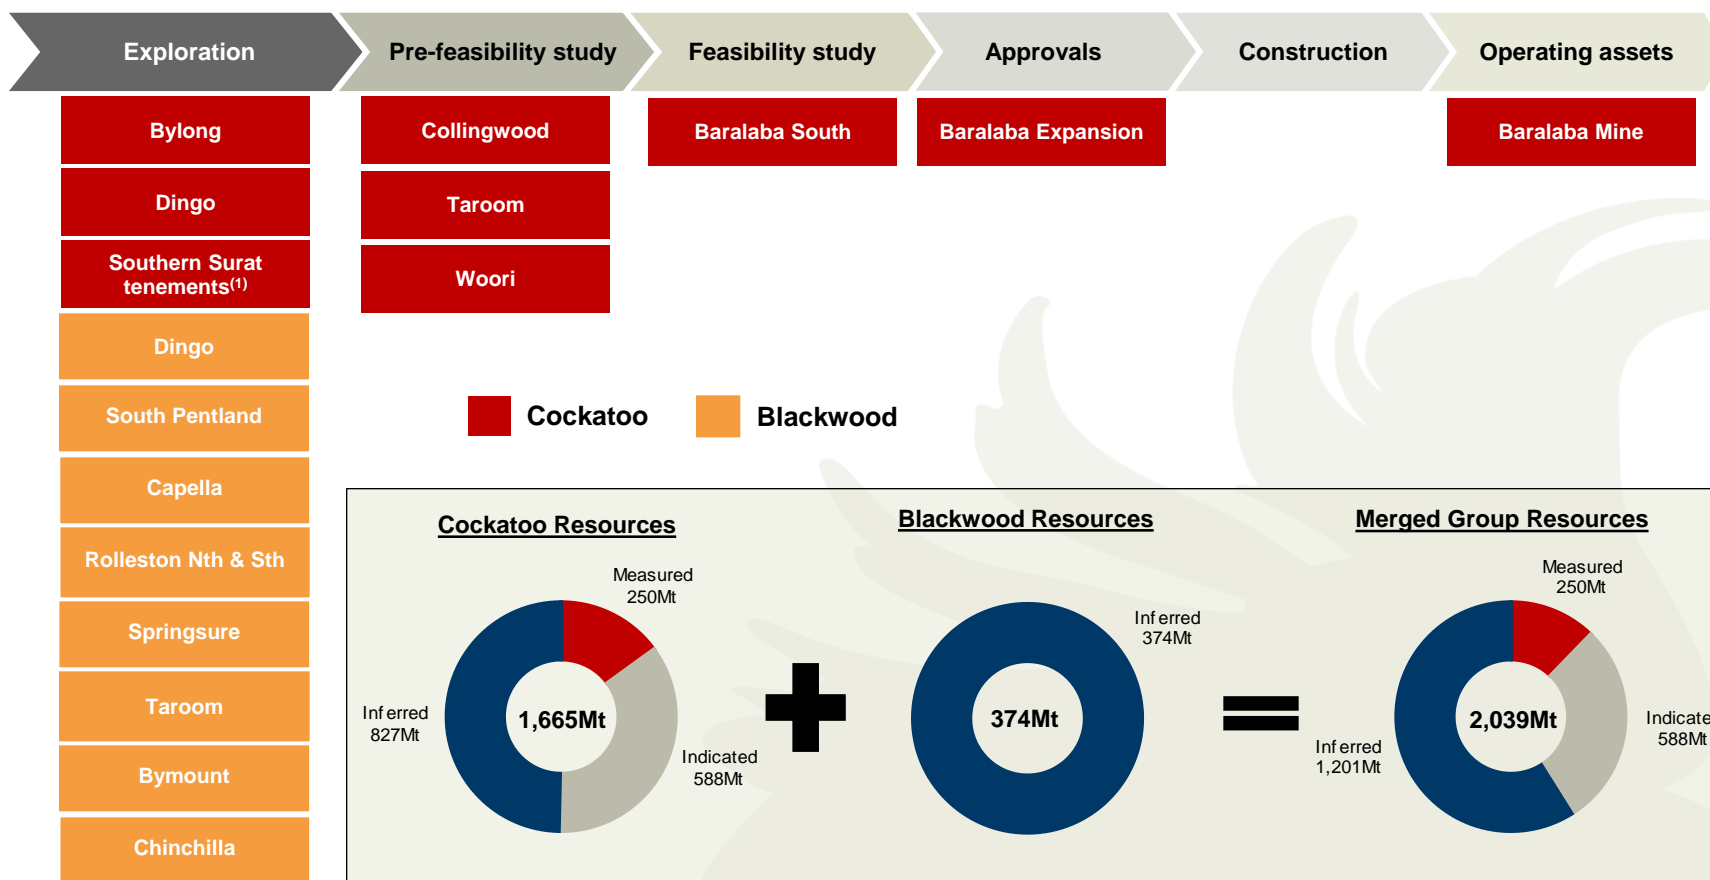 Exploration
Pre-feasibility study
Feasibility study
Approvals
Construction
Operating assets
Bylong
Collingwood
Baralaba South
Baralaba Expansion
Baralaba Mine
Dingo
Taroom
Southern Surat
tenements(1)
Woori
Dingo
South Pentland
Capella
Rolleston Nth & Sth
Springsure
Taroom
Bymount
Chinchilla
Cockatoo
Blackwood
Cockatoo Resources
Measured
250Mt
Inferred
827Mt
1,665Mt
Indicated
588Mt
Blackwood Resources
Inferred
374Mt
374Mt
Merged Group Resources
Measured
250Mt
Inferred
1,201Mt
2,039Mt
Indicate
588Mt